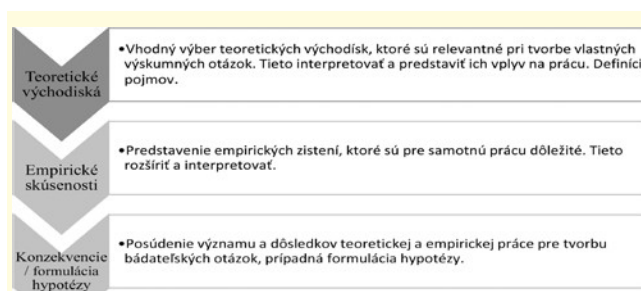 Teoretické
východiská
•Vhodný výber teoretických východísk, ktoré sú relevantné pri tvorbe vlastných
výskumných otázok. Tieto interpretovať a predstaviť ich vplyv na prácu. Definíci
pojmov.
Empirické
skúsenosti
•Predstavenie empirických zistení, ktoré sú pre samotnú prácu dôležité. Tieto
rozšíriť a interpretovať.
Konzekvencie
/ formulácia
hypotézy
•Posúdenie významu a dôsledkov teoretickej a empirickej práce pre tvorbu
bádateľských otázok, prípadná formulácia hypotézy.